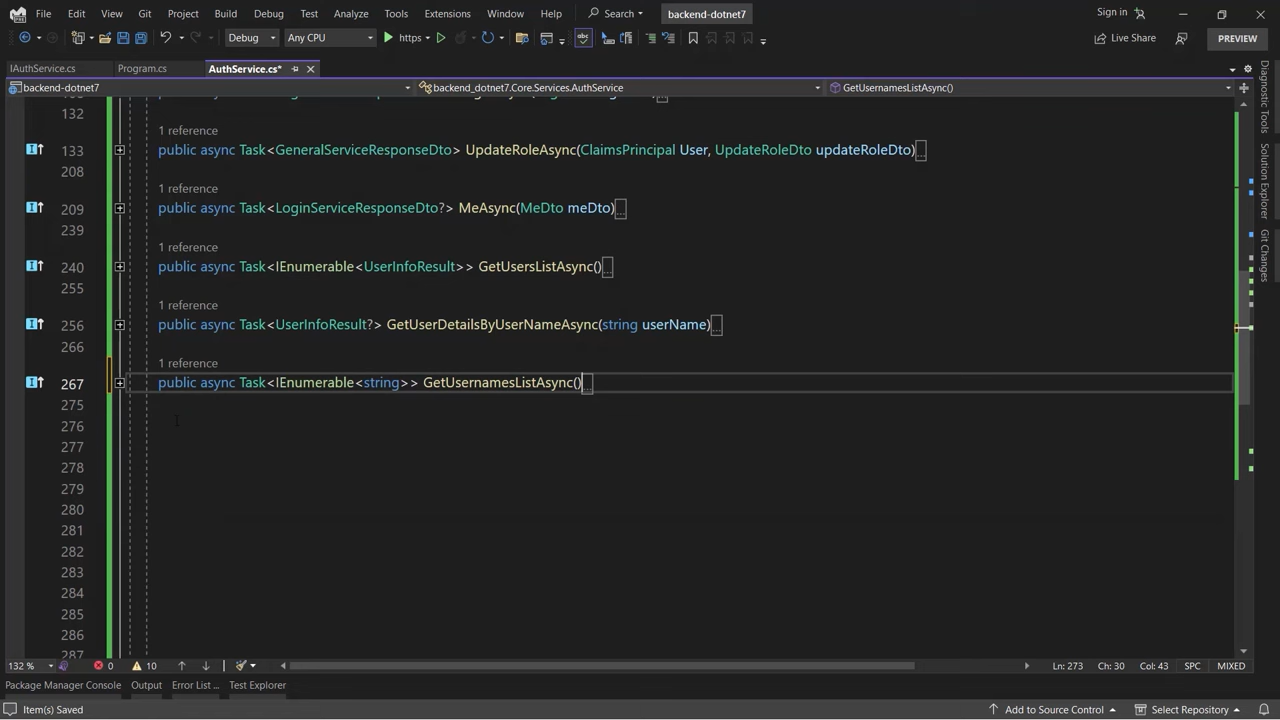 File Edit View Git Project Build Debug Test Analyze Tools Extensions Window Help Search backend-dotnet7 Sign in
Debug Any CPU https Live Share PREVIEW
IAuthService.cs Program.cs AuthService.cs*
backend-dotnet7 backend_dotnet7.Core.Services.AuthService GetUsernamesListAsync()
132
1 reference
133 public async Task<GeneralServiceResponseDto> UpdateRoleAsync(ClaimsPrincipal User, UpdateRoleDto updateRoleDto)...
208
1 reference
209 public async Task<LoginServiceResponseDto?> MeAsync(MeDto meDto)...
239
1 reference
240 public async Task<IEnumerable<UserInfoResult>> GetUsersListAsync()...
255
1 reference
256 public async Task<UserInfoResult?> GetUserDetailsByUserNameAsync(string userName)...
266
1 reference
267 public async Task<IEnumerable<string>> GetUsernamesListAsync()...
275
276
277
278
279
280
281
282
283
284
285
286
287
Diagnostic Tools
Solution Explorer
Git Changes
132 % 0 10 Ln: 273 Ch: 30 Col: 43 SPC MIXED
Package Manager Console Output Error List ... Test Explorer
Item(s) Saved Add to Source Control Select Repository